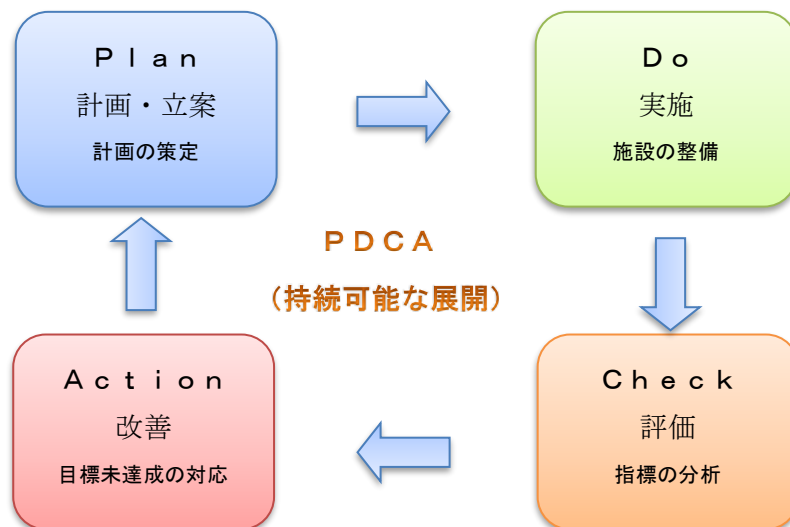 Ｐｌａｎ
計画・立案
計画の策定
Ｄｏ
実施
施設の整備
ＰＤＣＡ
（持続可能な展開）
Ａｃｔｉｏｎ
改善
目標未達成の対応
Ｃｈｅｃｋ
評価
指標の分析